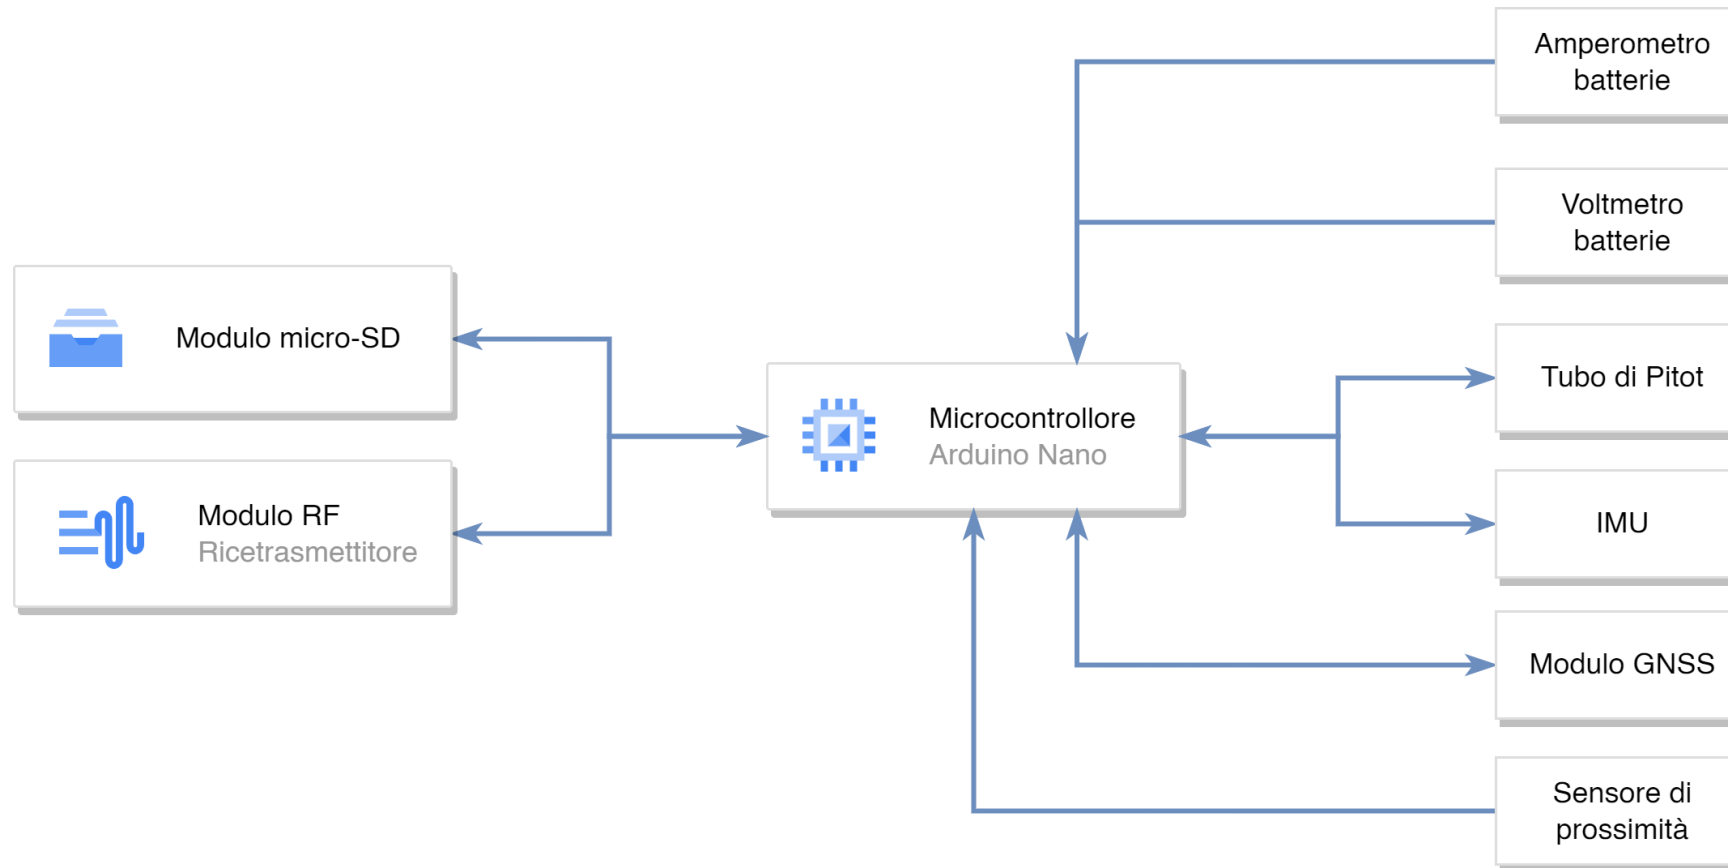 Amperometro
batterie
Voltmetro
batterie
Modulo micro-SD
Tubo di Pitot
Microcontrollore
Arduino Nano
Modulo RF
Ricetrasmettitore
IMU
Modulo GNSS
Sensore di
prossimità